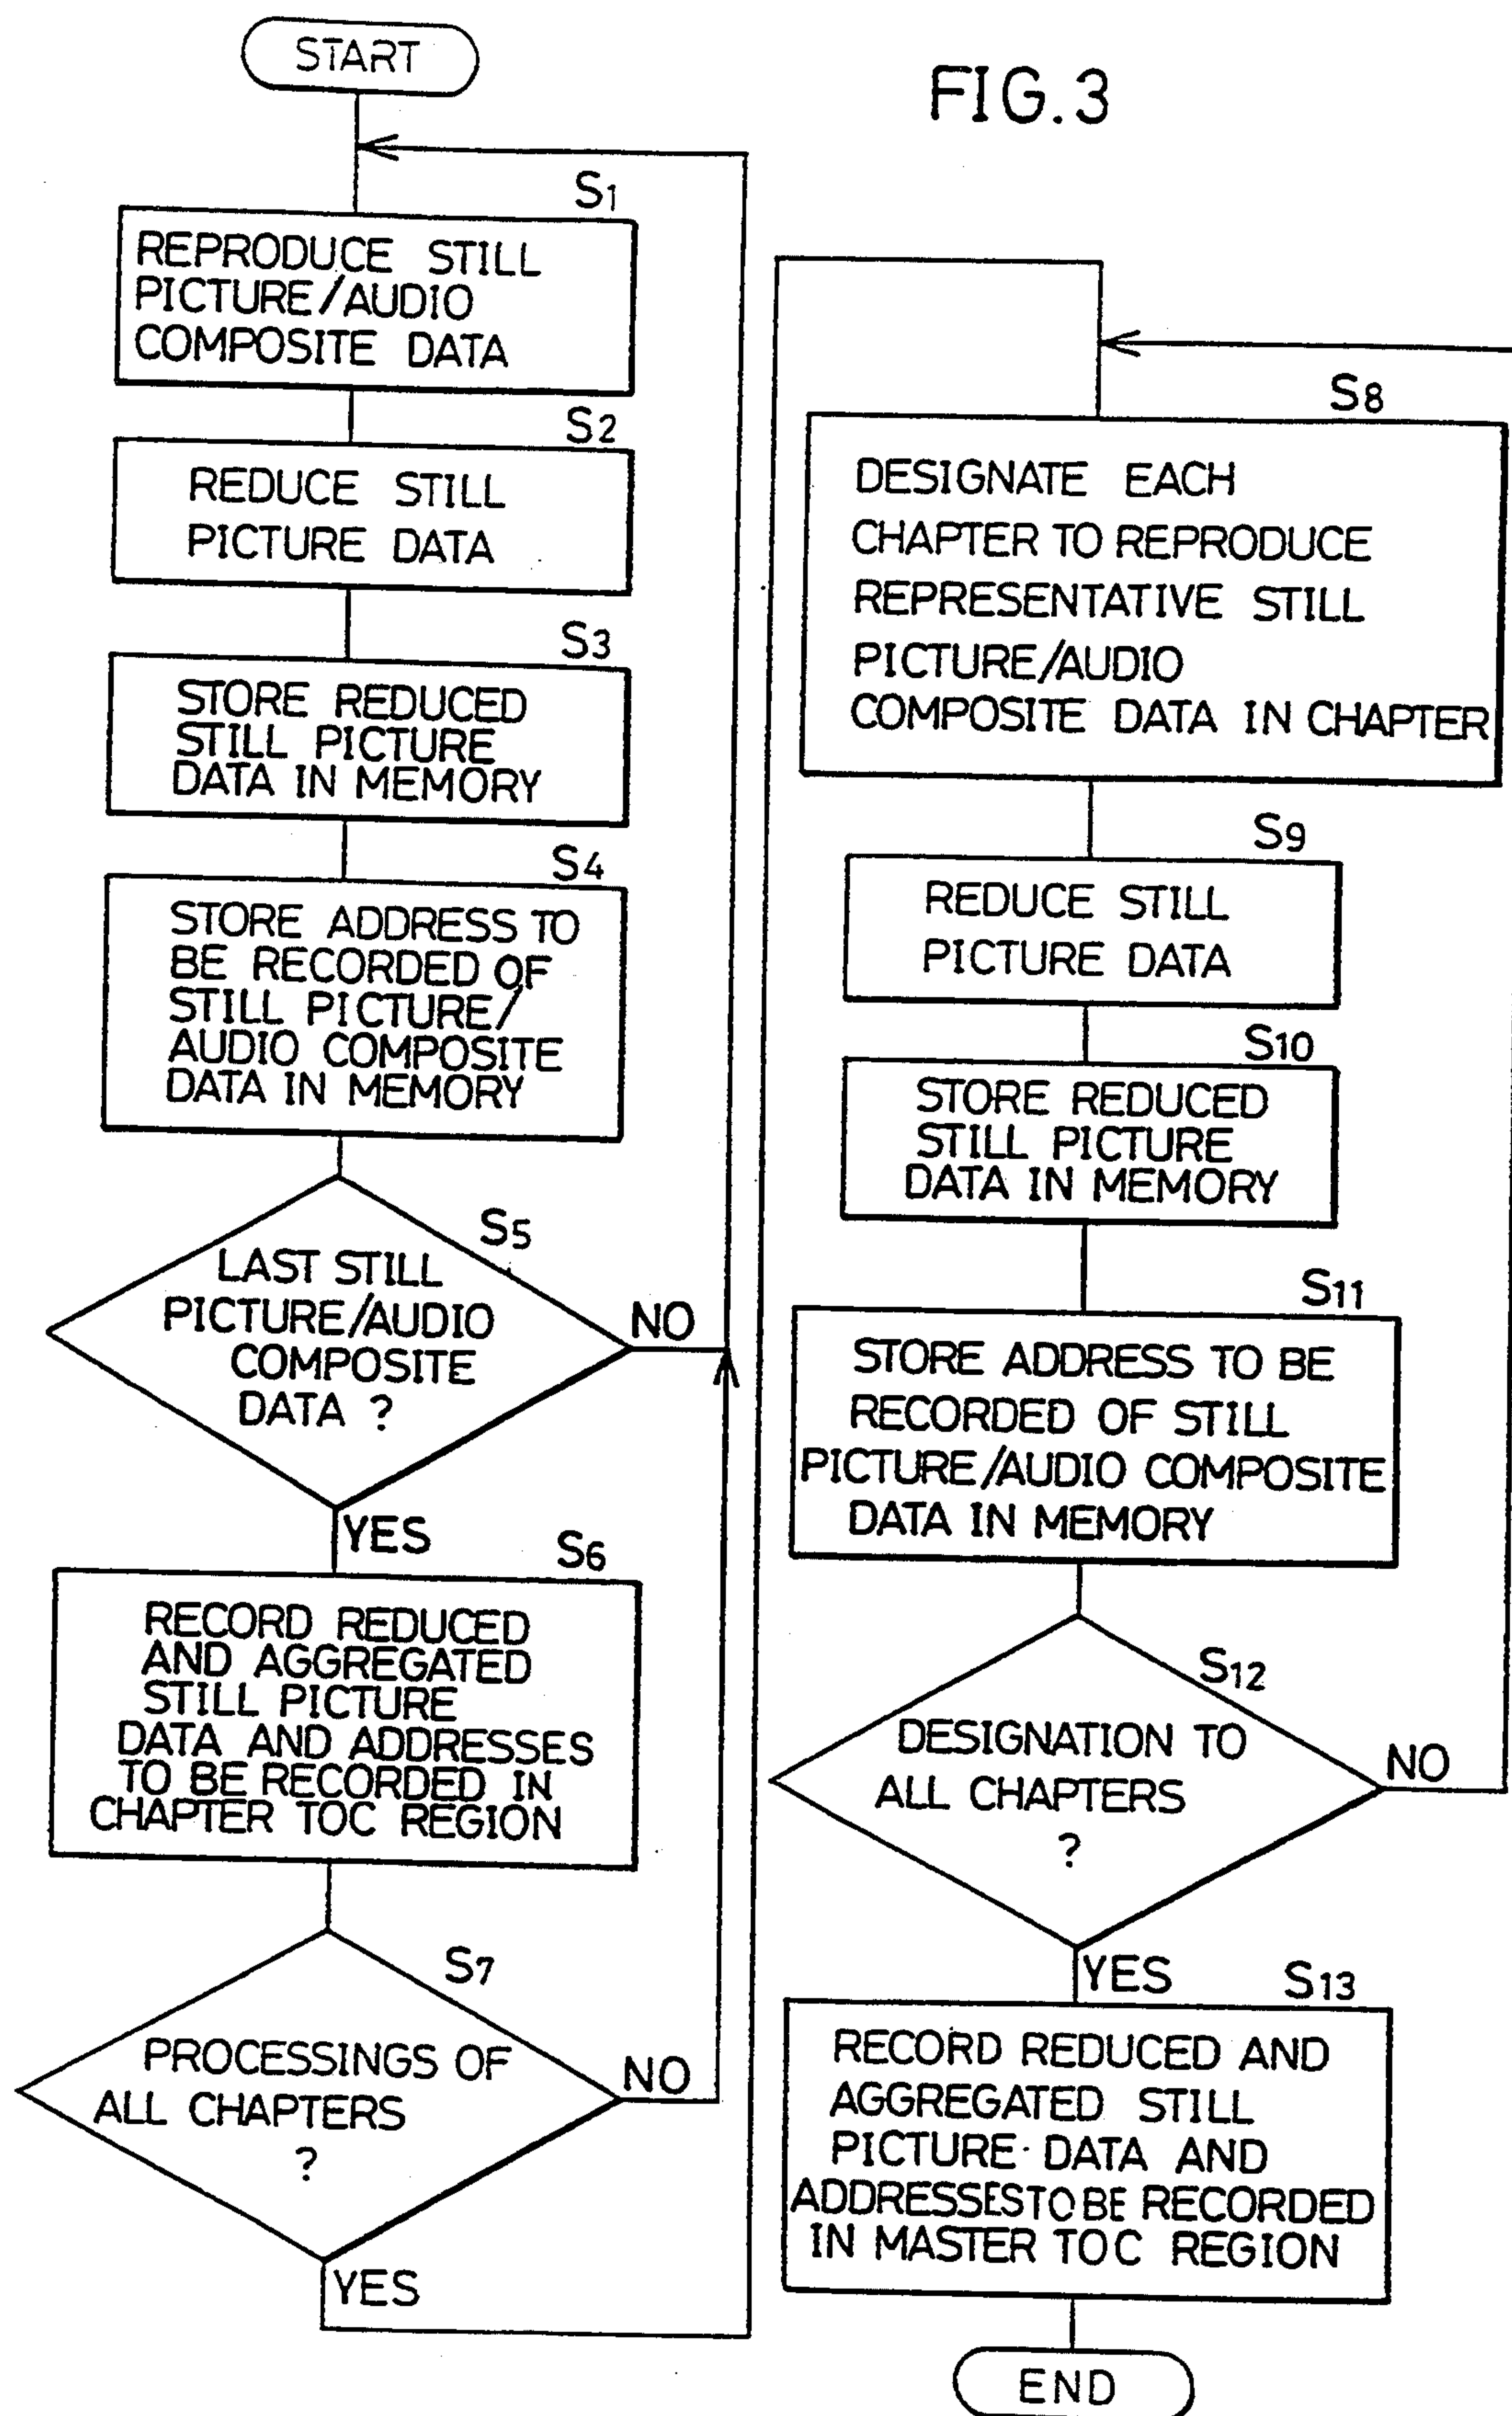 START
FIG.3
S1
REPRODUCE STILL
PICTURE/AUDIO
COMPOSITE DATA
S2
REDUCE STILL
PICTURE DATA
S3
STORE REDUCED
STILL PICTURE
DATA IN MEMORY
S4
STORE ADDRESS TO
BE RECORDED OF
STILL PICTURE/
AUDIO COMPOSITE
DATA IN MEMORY
S5
LAST STILL
PICTURE/AUDIO
COMPOSITE
DATA ?
NO
YES
S6
RECORD REDUCED
AND AGGREGATED
STILL PICTURE
DATA AND ADDRESSES
TO BE RECORDED IN
CHAPTER TOC REGION
S7
PROCESSINGS OF
ALL CHAPTERS
?
NO
YES
S8
DESIGNATE EACH
CHAPTER TO REPRODUCE
REPRESENTATIVE STILL
PICTURE/AUDIO
COMPOSITE DATA IN CHAPTER
S9
REDUCE STILL
PICTURE DATA
S10
STORE REDUCED
STILL PICTURE
DATA IN MEMORY
S11
STORE ADDRESS TO BE
RECORDED OF STILL
PICTURE/AUDIO COMPOSITE
DATA IN MEMORY
S12
DESIGNATION TO
ALL CHAPTERS
?
NO
YES
S13
RECORD REDUCED AND
AGGREGATED STILL
PICTURE DATA AND
ADDRESSES TO BE RECORDED
IN MASTER TOC REGION
END